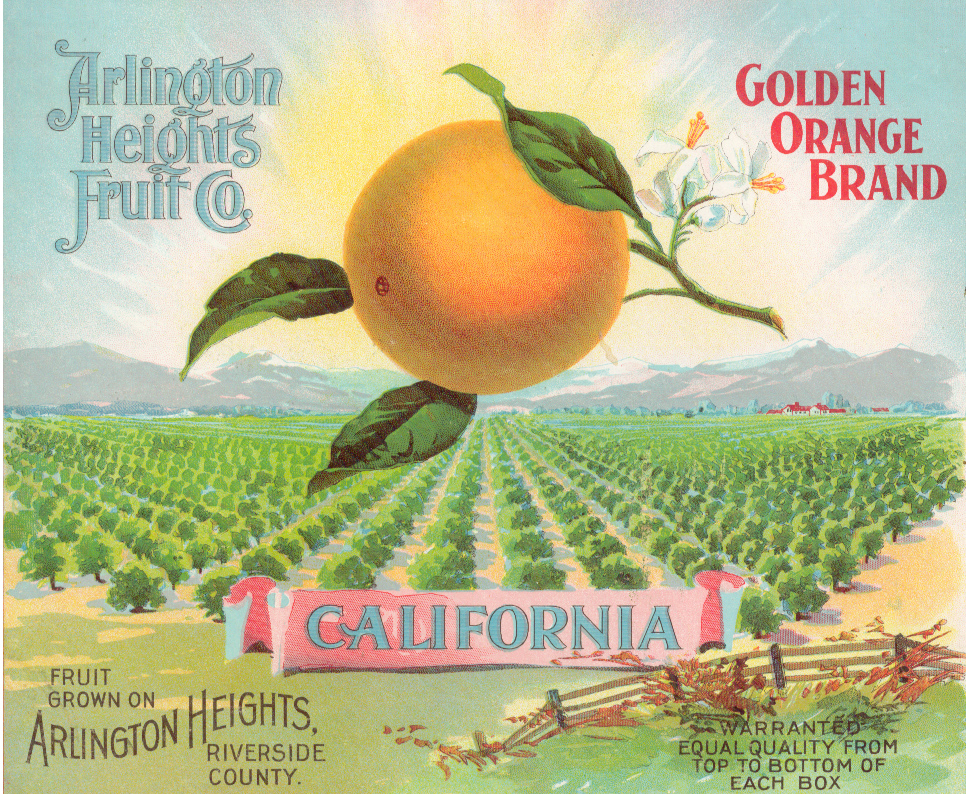 Arlington
Heights
Fruit Co.
GOLDEN
ORANGE
BRAND
CALIFORNIA
FRUIT
GROWN ON
ARLINGTON HEIGHTS,
RIVERSIDE
COUNTY.
WARRANTED
EQUAL QUALITY FROM
TOP TO BOTTOM OF
EACH BOX